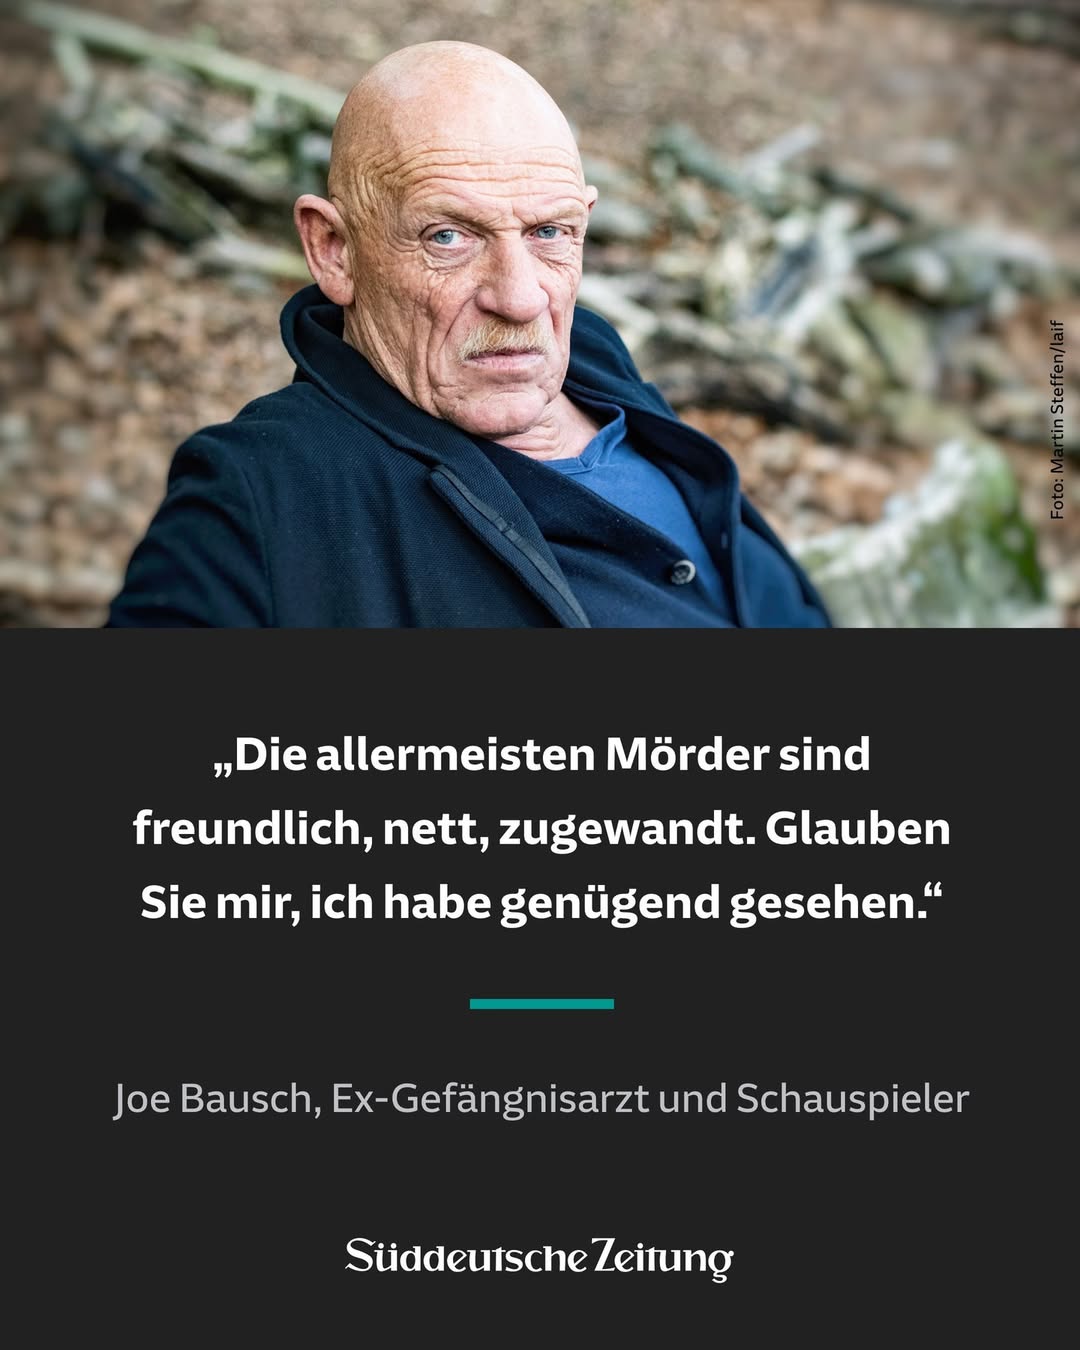 Foto: Martin Steffen/laif
„Die allermeisten Mörder sind
freundlich, nett, zugewandt. Glauben
Sie mir, ich habe genügend gesehen.“
Joe Bausch, Ex-Gefängnisarzt und Schauspieler
Süddeutsche Zeitung